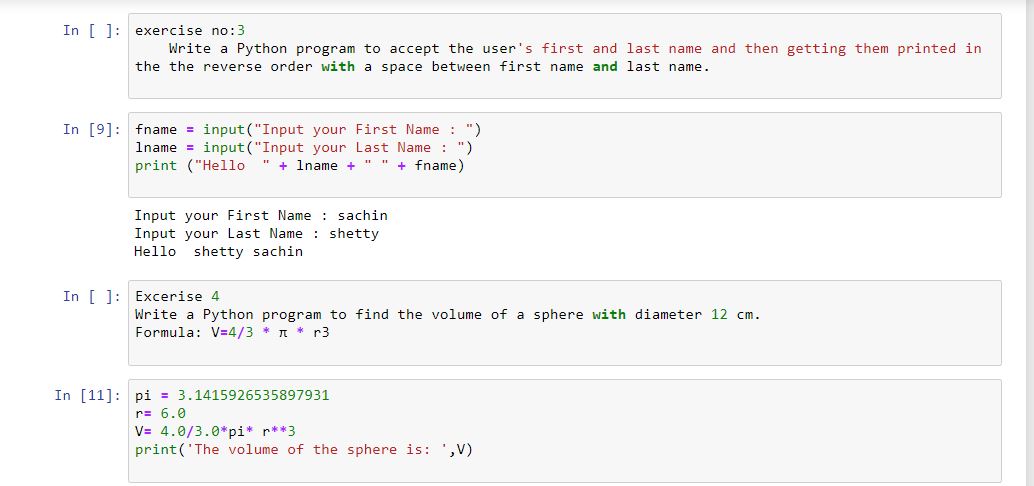 In [ ]: exercise no:3
Write a Python program to accept the user's first and last name and then getting them printed in
the the reverse order with a space between first name and last name.
In [9]: fname = input("Input your First Name : ")
lname = input("Input your Last Name : ")
print ("Hello  " + lname + " " + fname)
Input your First Name : sachin
Input your Last Name : shetty
Hello  shetty sachin
In [ ]: Excerise 4
Write a Python program to find the volume of a sphere with diameter 12 cm.
Formula: V=4/3 * π * r3
In [11]: pi = 3.1415926535897931
r= 6.0
V= 4.0/3.0*pi* r**3
print('The volume of the sphere is: ',V)